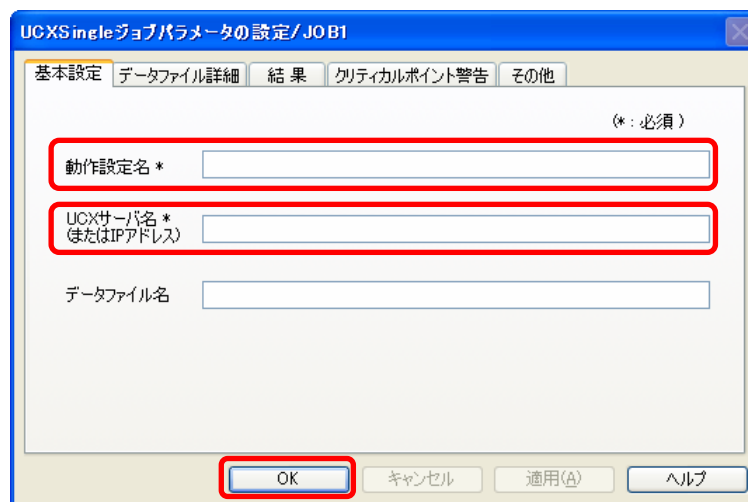 UCXSingleジョブパラメータの設定/JOB1
基本設定 データファイル詳細 結 果 クリティカルポイント警告 その他
(* : 必須 )
動作設定名 *
UCXサーバ名 *
(またはIPアドレス)
データファイル名
OK キャンセル 適用(A) ヘルプ